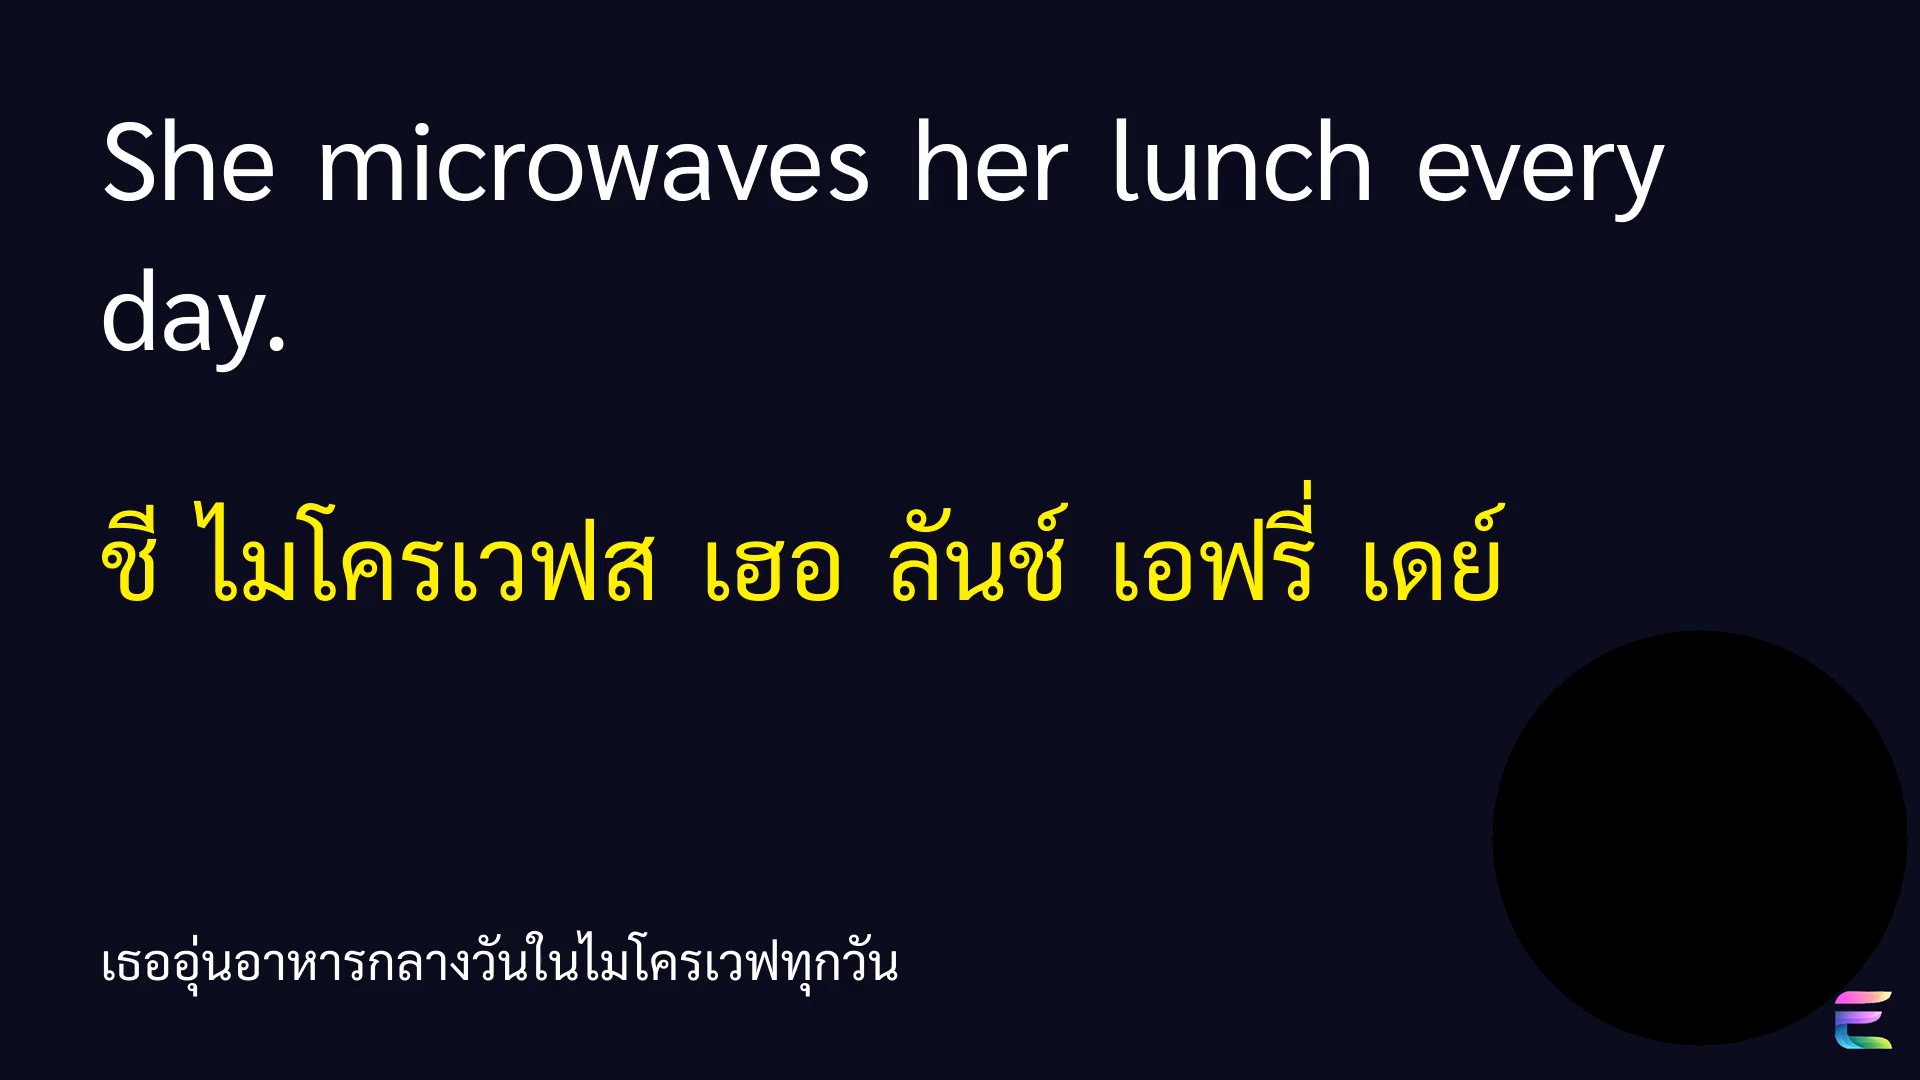 She microwaves her lunch every
day.
ชี ไมโครเวฟส เฮอ ลันช์ เอฟรี่ เดย์
เธออุ่นอาหารกลางวันในไมโครเวฟทุกวัน